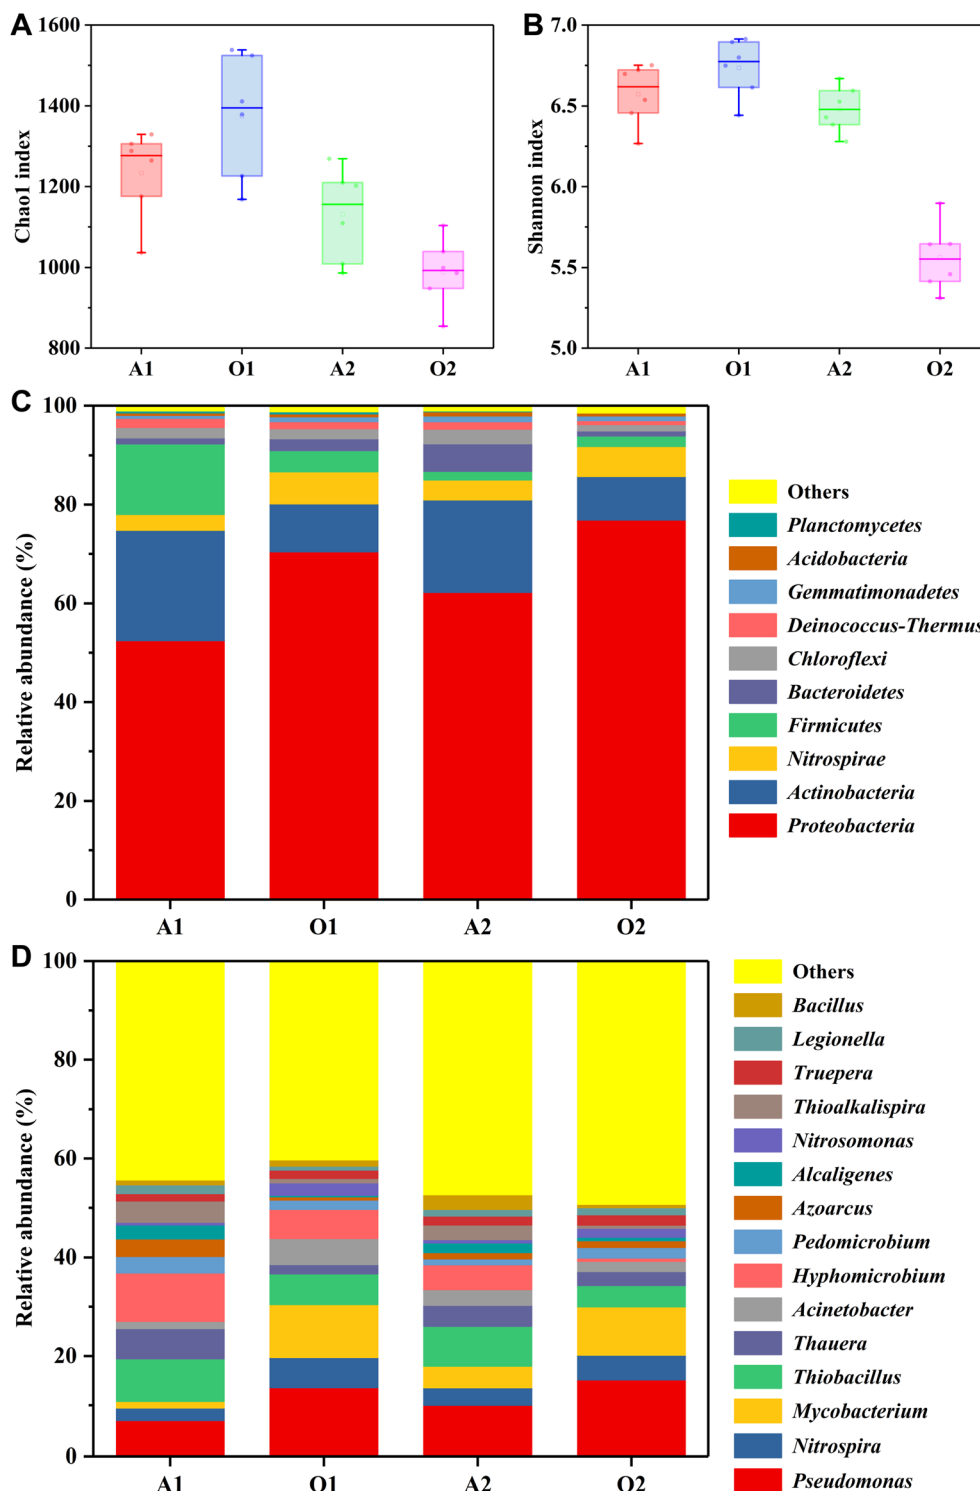 A
B
1600
1400
1200
1000
800
Chao1 index
A1
O1
A2
O2
7.0
6.5
6.0
5.5
5.0
Shannon index
A1
O1
A2
O2
C
100
80
60
40
20
0
Relative abundance (%)
A1
O1
A2
O2
Others
Planctomycetes
Acidobacteria
Gemmatimonadetes
Deinococcus-Thermus
Chloroflexi
Bacteroidetes
Firmicutes
Nitrospirae
Actinobacteria
Proteobacteria
D
100
80
60
40
20
0
Relative abundance (%)
A1
O1
A2
O2
Others
Bacillus
Legionella
Truepera
Thioalkalispira
Nitrosomonas
Alcaligenes
Azoarcus
Pedomicrobium
Hyphomicrobium
Acinetobacter
Thauera
Thiobacillus
Mycobacterium
Nitrospira
Pseudomonas